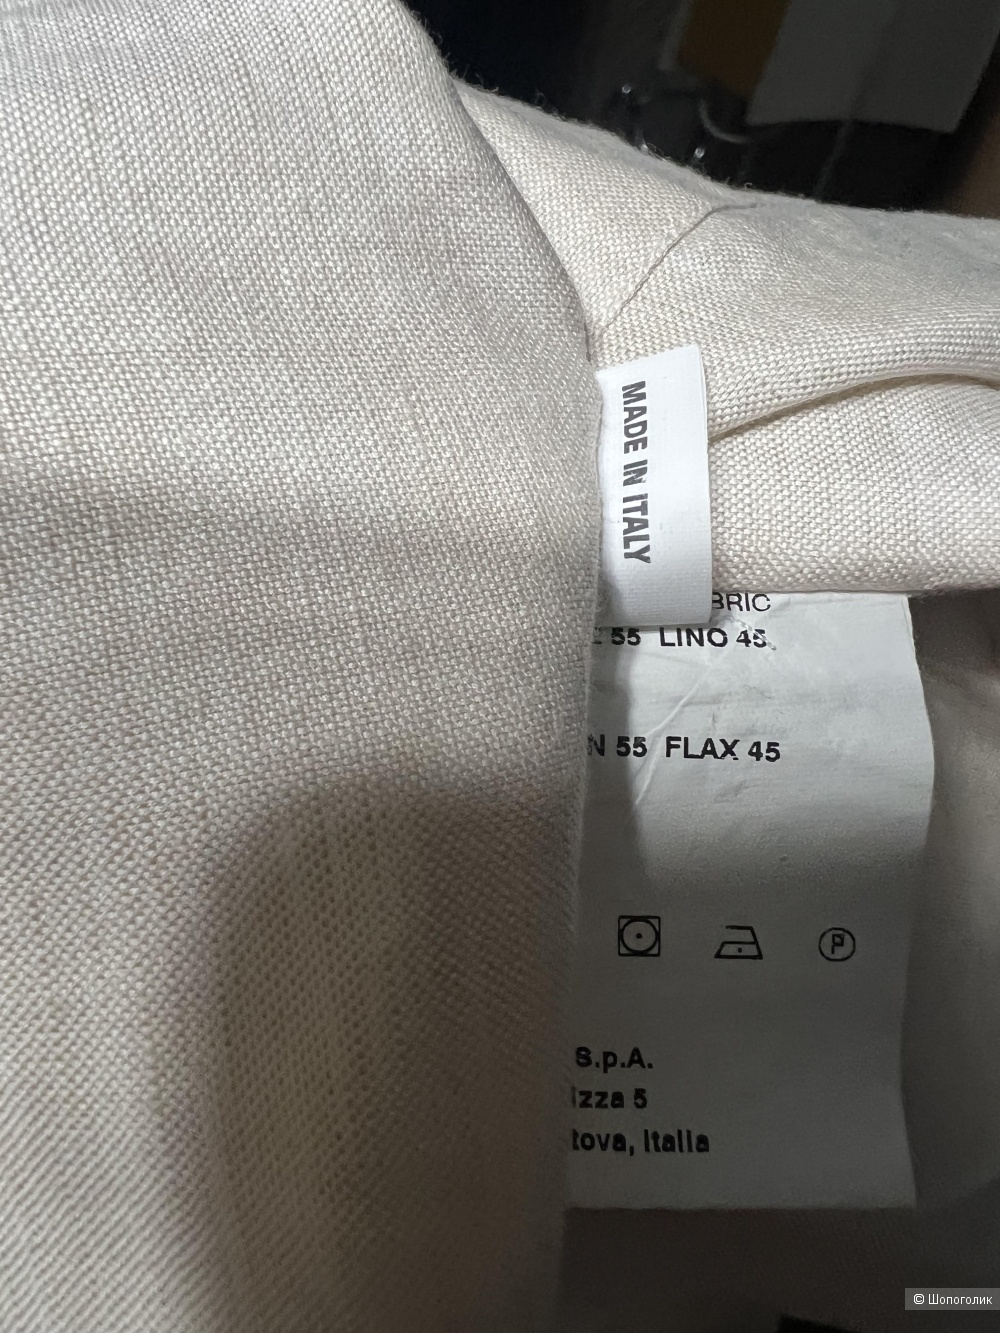 MADE IN ITALY
BRIC
55 LINO 45
N 55 FLAX 45
P
S.p.A.
izza 5
tova, Italia
© Шопоголик